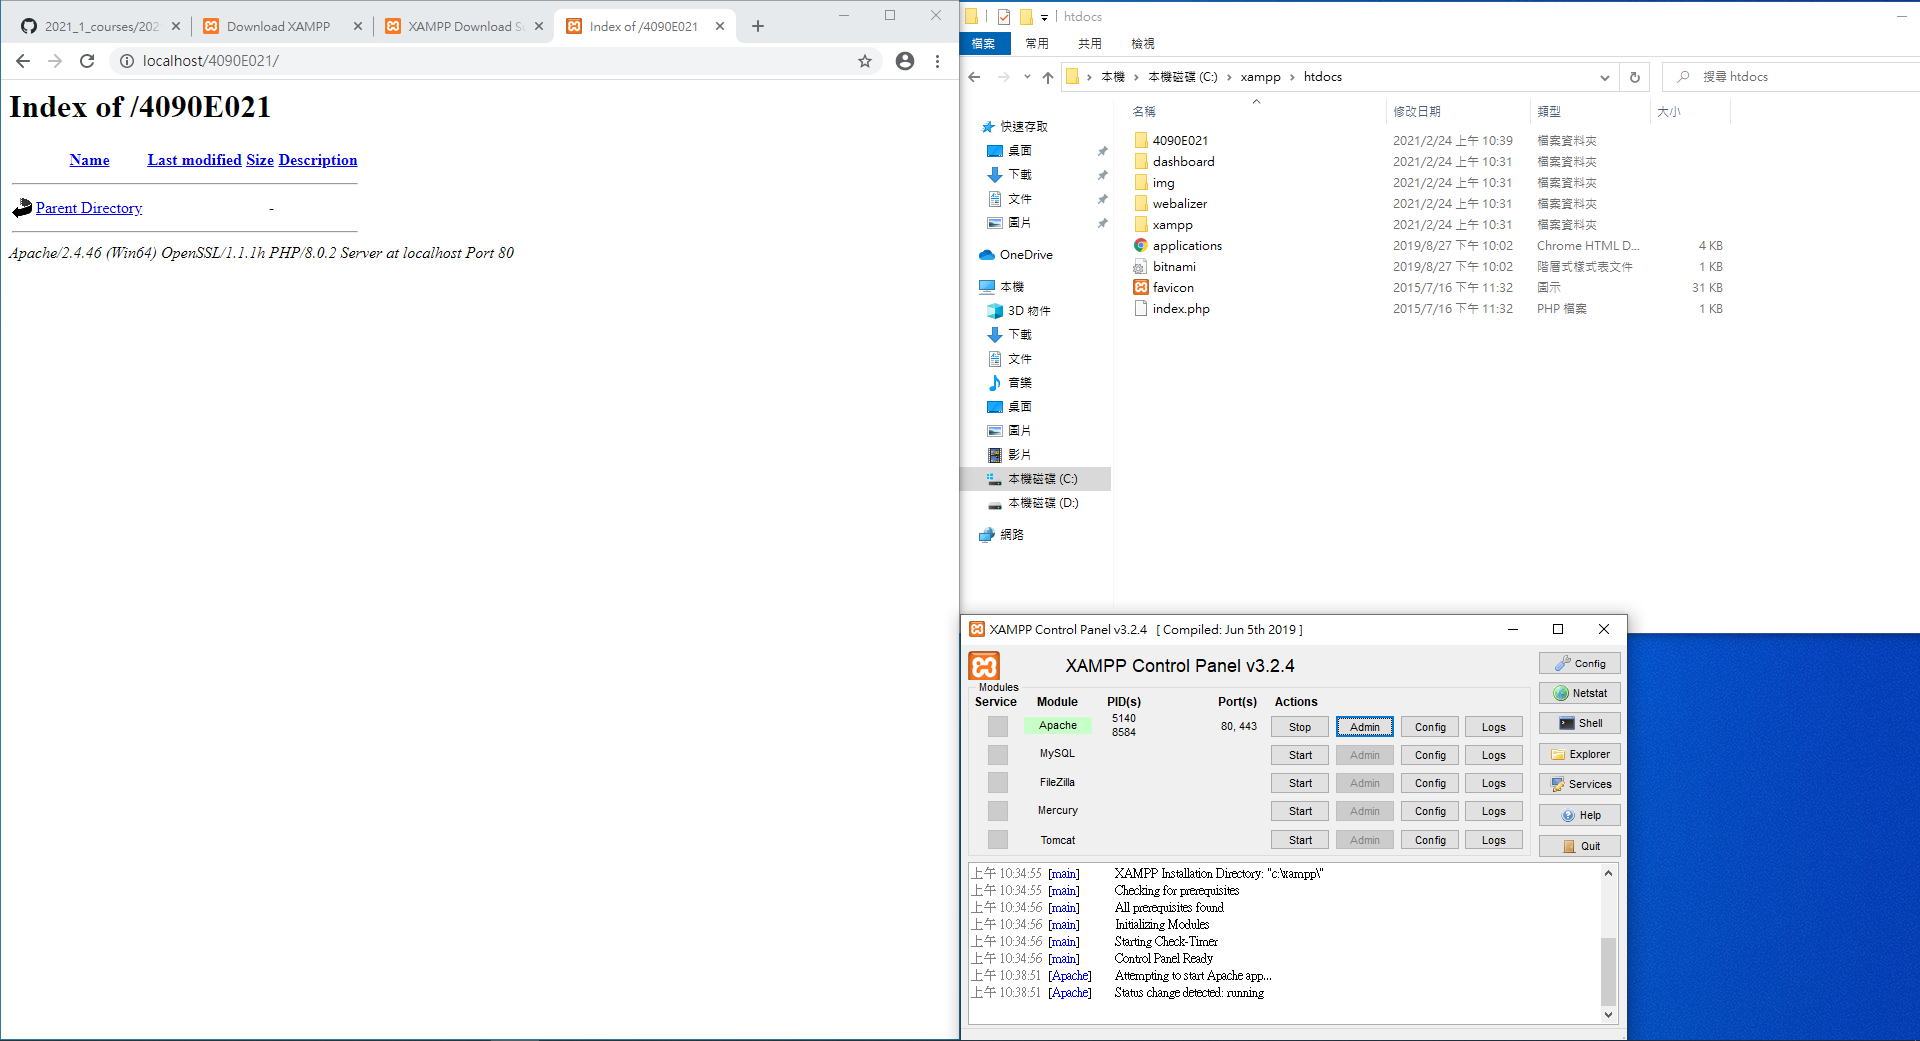 2021_1_courses/202
Download XAMPP
XAMPP Download S
Index of /4090E021
localhost/4090E021/
Index of /4090E021
Name Last modified Size Description
Parent Directory -
Apache/2.4.46 (Win64) OpenSSL/1.1.1h PHP/8.0.2 Server at localhost Port 80
htdocs
檔案 常用 共用 檢視
本機 › 本機磁碟 (C:) › xampp › htdocs
搜尋 htdocs
快速存取
桌面
下載
文件
圖片
OneDrive
本機
3D 物件
下載
文件
音樂
桌面
圖片
影片
本機磁碟 (C:)
本機磁碟 (D:)
網路
名稱 修改日期 類型 大小
4090E021 2021/2/24 上午 10:39 檔案資料夾
dashboard 2021/2/24 上午 10:31 檔案資料夾
img 2021/2/24 上午 10:31 檔案資料夾
webalizer 2021/2/24 上午 10:31 檔案資料夾
xampp 2021/2/24 上午 10:31 檔案資料夾
applications 2019/8/27 下午 10:02 Chrome HTML D... 4 KB
bitnami 2019/8/27 下午 10:02 階層式樣式表文件 1 KB
favicon 2015/7/16 下午 11:32 圖示 31 KB
index.php 2015/7/16 下午 11:32 PHP 檔案 1 KB
XAMPP Control Panel v3.2.4 [ Compiled: Jun 5th 2019 ]
XAMPP Control Panel v3.2.4
Modules
Service Module PID(s) Port(s) Actions
Apache 5140 8584 80, 443 Stop Admin Config Logs
MySQL Start Admin Config Logs
FileZilla Start Admin Config Logs
Mercury Start Admin Config Logs
Tomcat Start Admin Config Logs
Config
Netstat
Shell
Explorer
Services
Help
Quit
上午 10:34:55 [main] XAMPP Installation Directory: "c:\xampp\"
上午 10:34:55 [main] Checking for prerequisites
上午 10:34:56 [main] All prerequisites found
上午 10:34:56 [main] Initializing Modules
上午 10:34:56 [main] Starting Check-Timer
上午 10:34:56 [main] Control Panel Ready
上午 10:38:51 [Apache] Attempting to start Apache app...
上午 10:38:51 [Apache] Status change detected: running